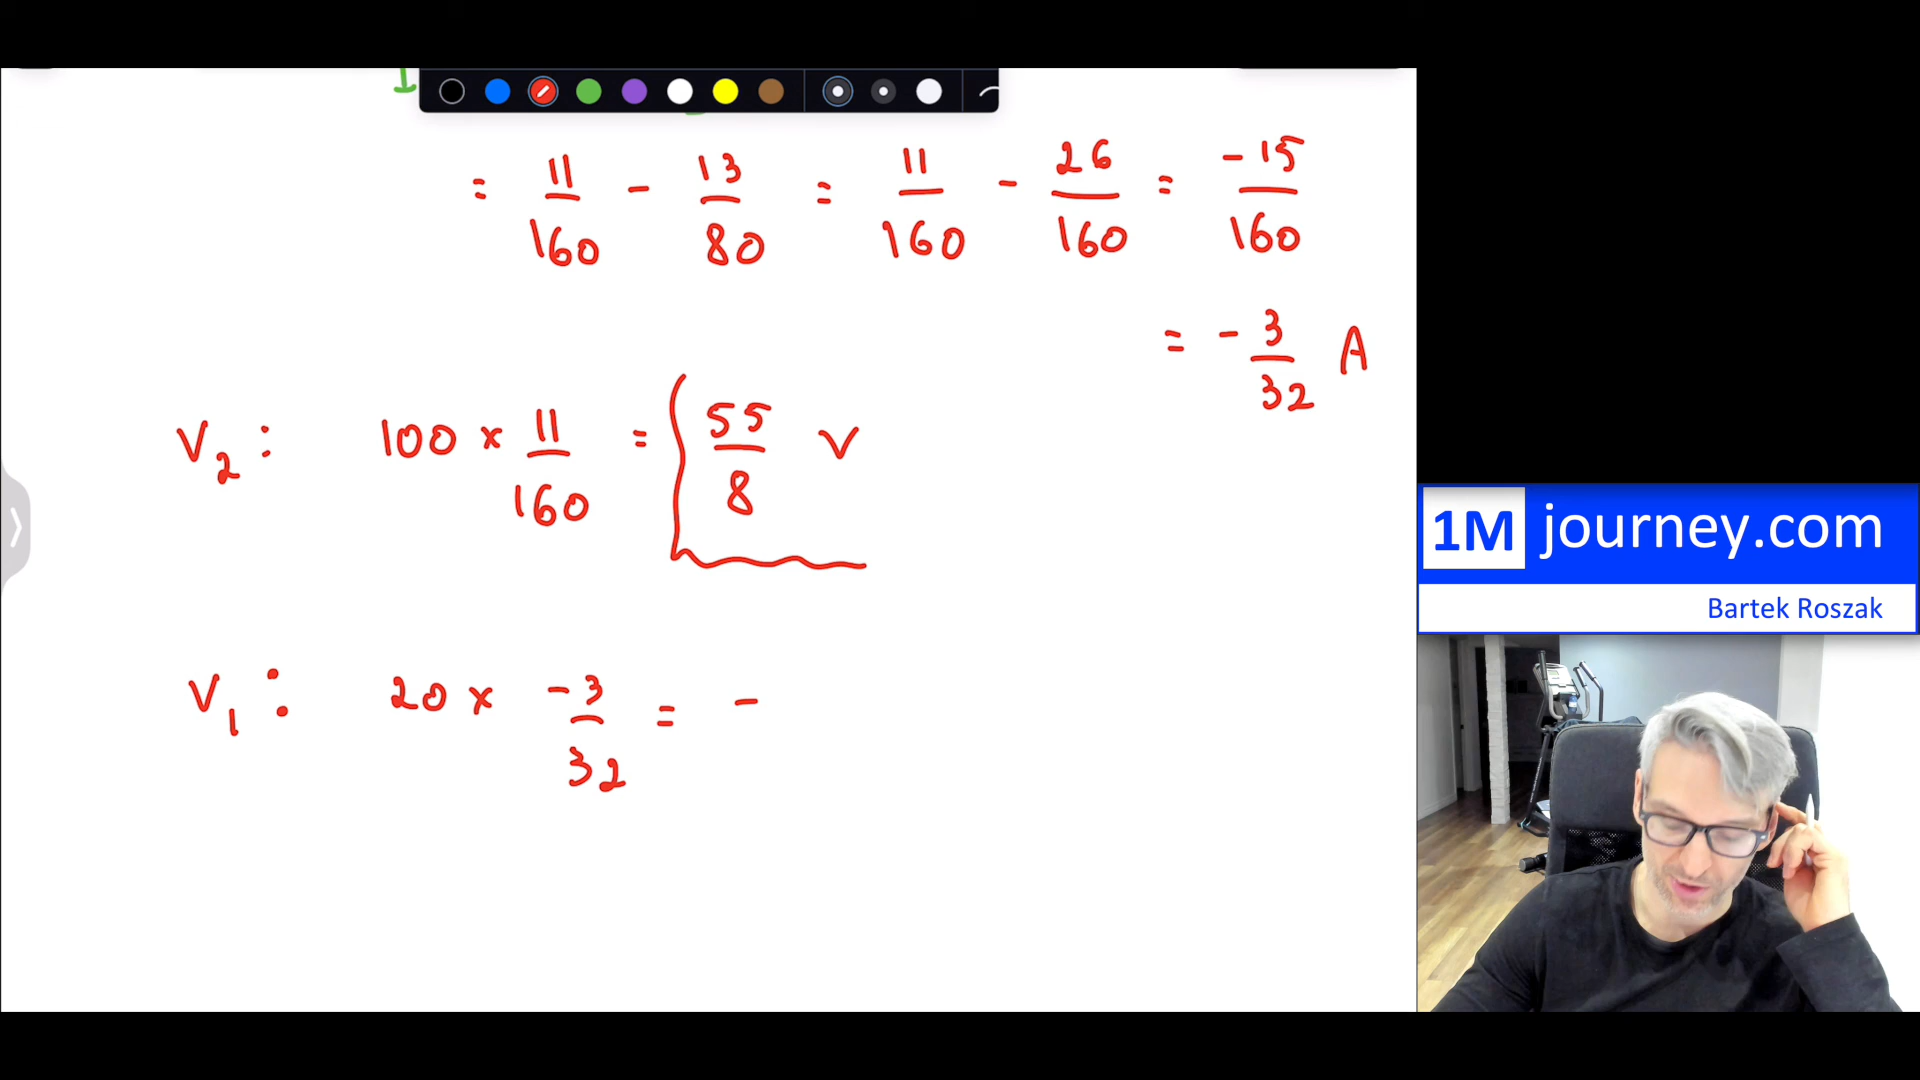 = 11/160 - 13/80 = 11/160 - 26/160 = -15/160
= - 3/32 A
V2 : 100 × 11/160 = 55/8 V
V1 : 20 × -3/32 = -
1M journey.com
Bartek Roszak